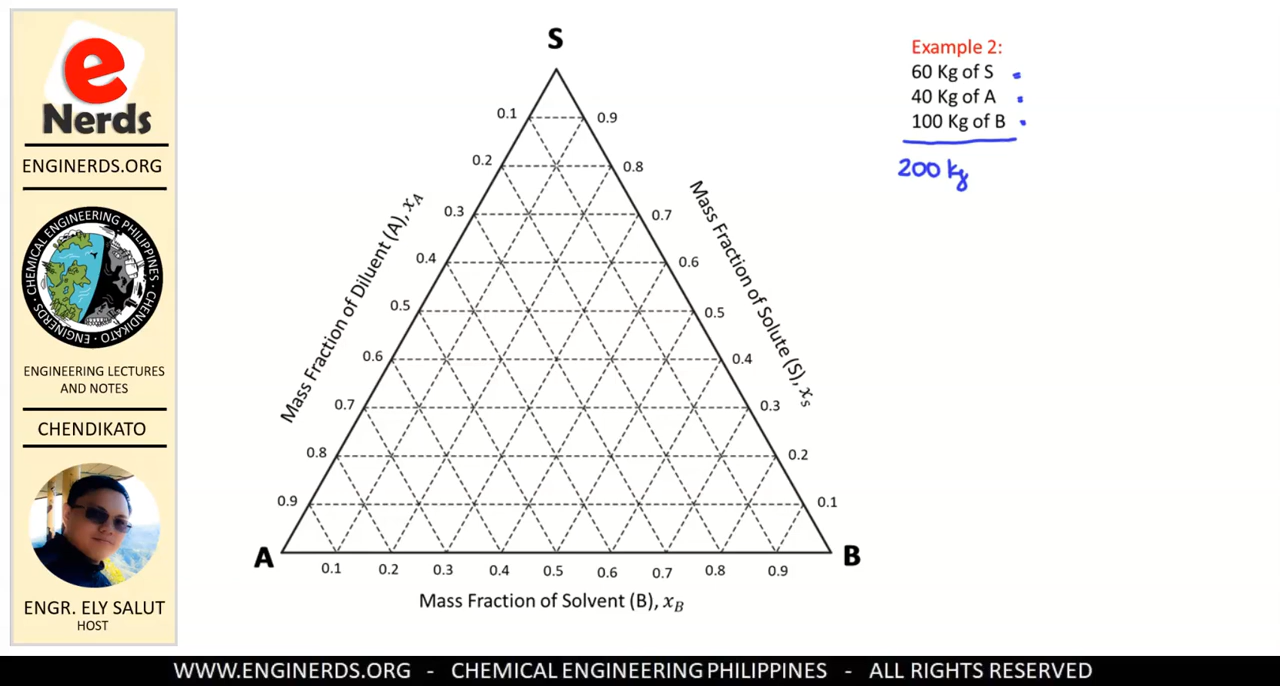 e
Nerds
ENGINERDS.ORG
CHEMICAL ENGINEERING PHILIPPINES · CHENDIKATO · ENGINERDS ·
ENGINEERING LECTURES
AND NOTES
CHENDIKATO
ENGR. ELY SALUT
HOST
S
0.1
0.2
0.3
0.4
0.5
0.6
0.7
0.8
0.9
Mass Fraction of Diluent (A), x_A
0.9
0.8
0.7
0.6
0.5
0.4
0.3
0.2
0.1
Mass Fraction of Solute (S), x_S
A
B
0.1 0.2 0.3 0.4 0.5 0.6 0.7 0.8 0.9
Mass Fraction of Solvent (B), x_B
Example 2:
60 Kg of S
40 Kg of A
100 Kg of B
200 kg
WWW.ENGINERDS.ORG - CHEMICAL ENGINEERING PHILIPPINES - ALL RIGHTS RESERVED